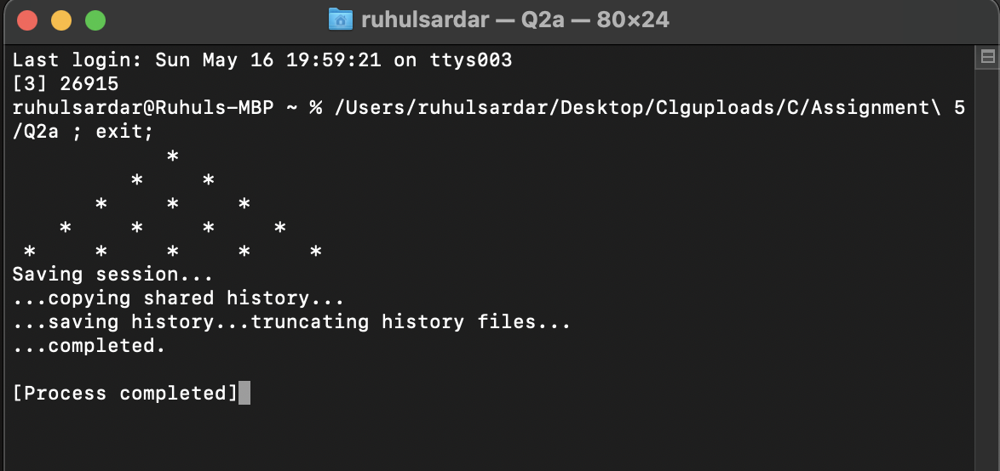 ruhulsardar — Q2a — 80×24
Last login: Sun May 16 19:59:21 on ttys003
[3] 26915
ruhulsardar@Ruhuls-MBP ~ % /Users/ruhulsardar/Desktop/Clguploads/C/Assignment\ 5
/Q2a ; exit;
             *
          *     *
       *     *     *
    *     *     *     *
 *     *     *     *     *
Saving session...
...copying shared history...
...saving history...truncating history files...
...completed.

[Process completed]